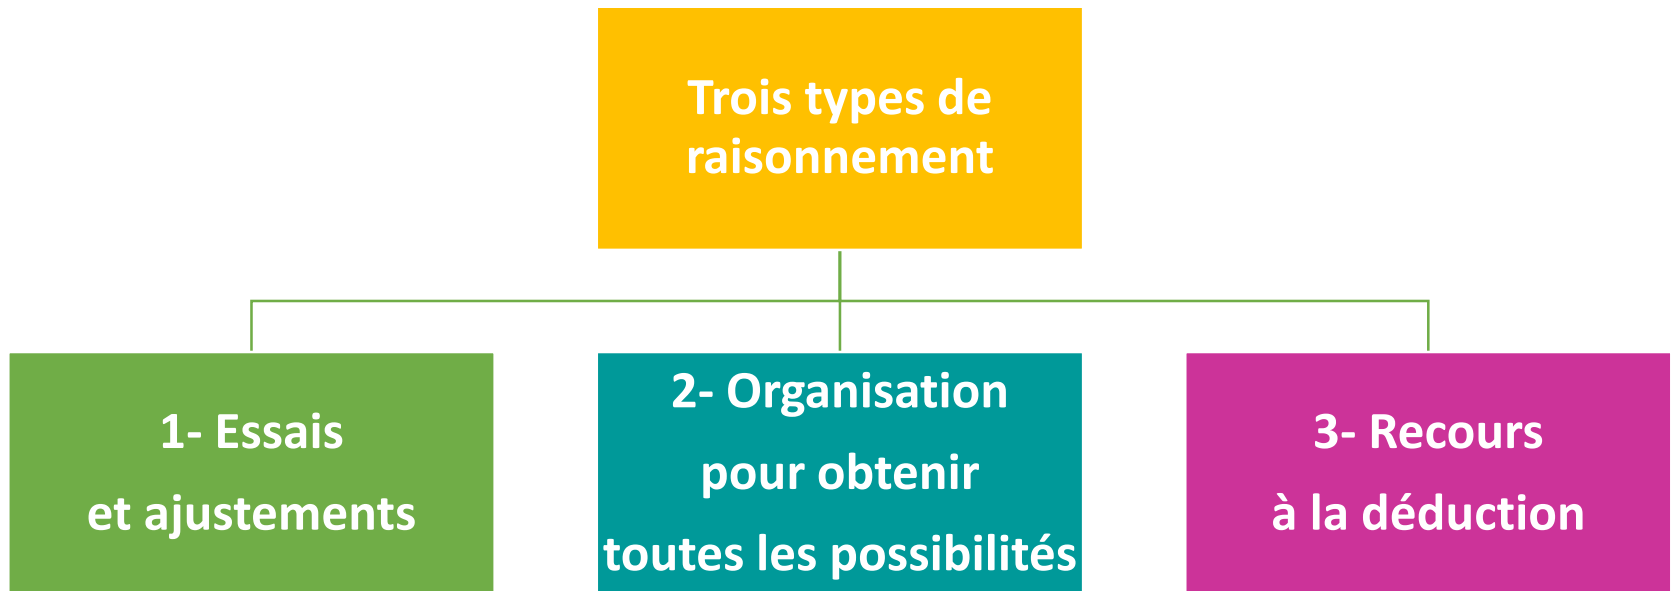 Trois types de
raisonnement
1- Essais
et ajustements
2- Organisation
pour obtenir
toutes les possibilités
3- Recours
à la déduction